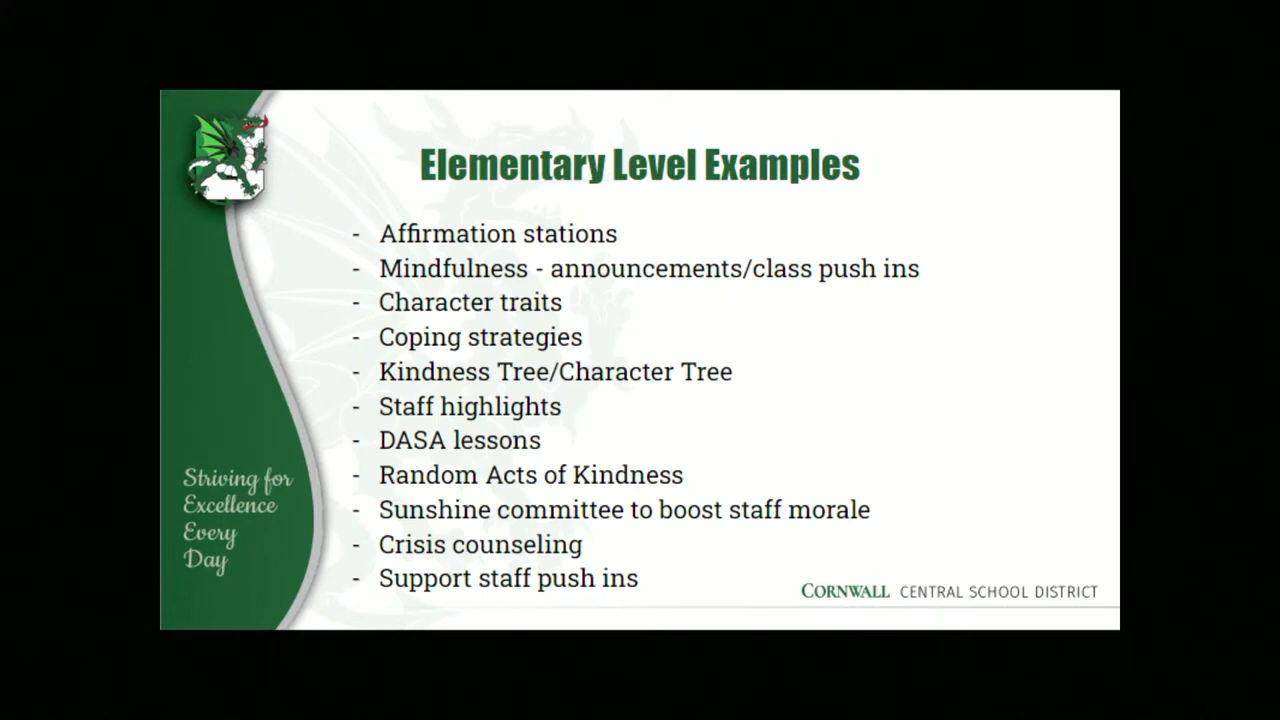 Elementary Level Examples
- Affirmation stations
- Mindfulness - announcements/class push ins
- Character traits
- Coping strategies
- Kindness Tree/Character Tree
- Staff highlights
- DASA lessons
- Random Acts of Kindness
- Sunshine committee to boost staff morale
- Crisis counseling
- Support staff push ins
Striving for
Excellence
Every
Day
CORNWALL CENTRAL SCHOOL DISTRICT